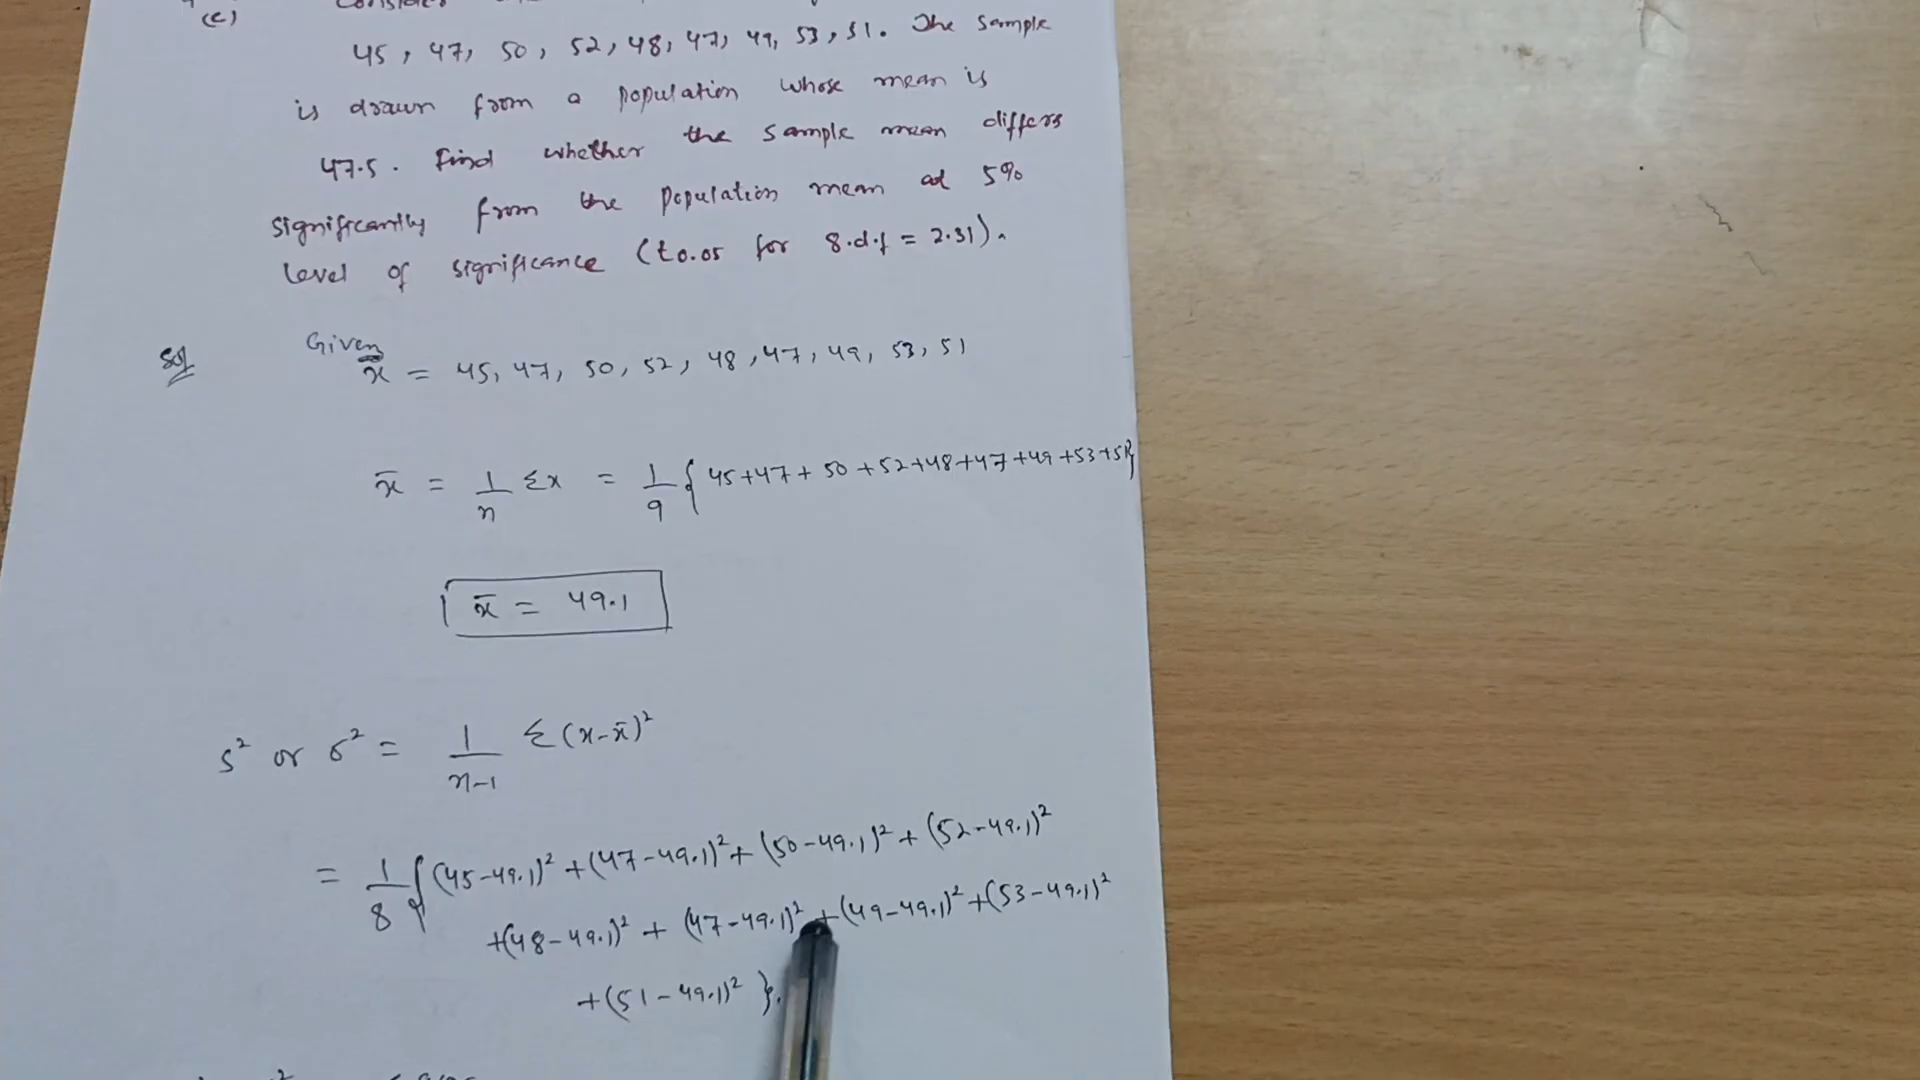 (c)
45, 47, 50, 52, 48, 47, 49, 53, 51. The sample
is drawn from a population whose mean is
47.5. Find whether the sample mean differs
significantly from the population mean at 5%
level of significance (t0.05 for 8.d.f = 2.31).
Sol
Given
x = 45, 47, 50, 52, 48, 47, 49, 53, 51
x̄ = 1/n Σx = 1/9 { 45+47+50+52+48+47+49+53+51}
x̄ = 49.1
s² or σ² = 1/n-1 Σ(x-x̄)²
= 1/8 { (45-49.1)² + (47-49.1)² + (50-49.1)² + (52-49.1)²
+(48-49.1)² + (47-49.1)² + (49-49.1)² + (53-49.1)²
+(51-49.1)² }.